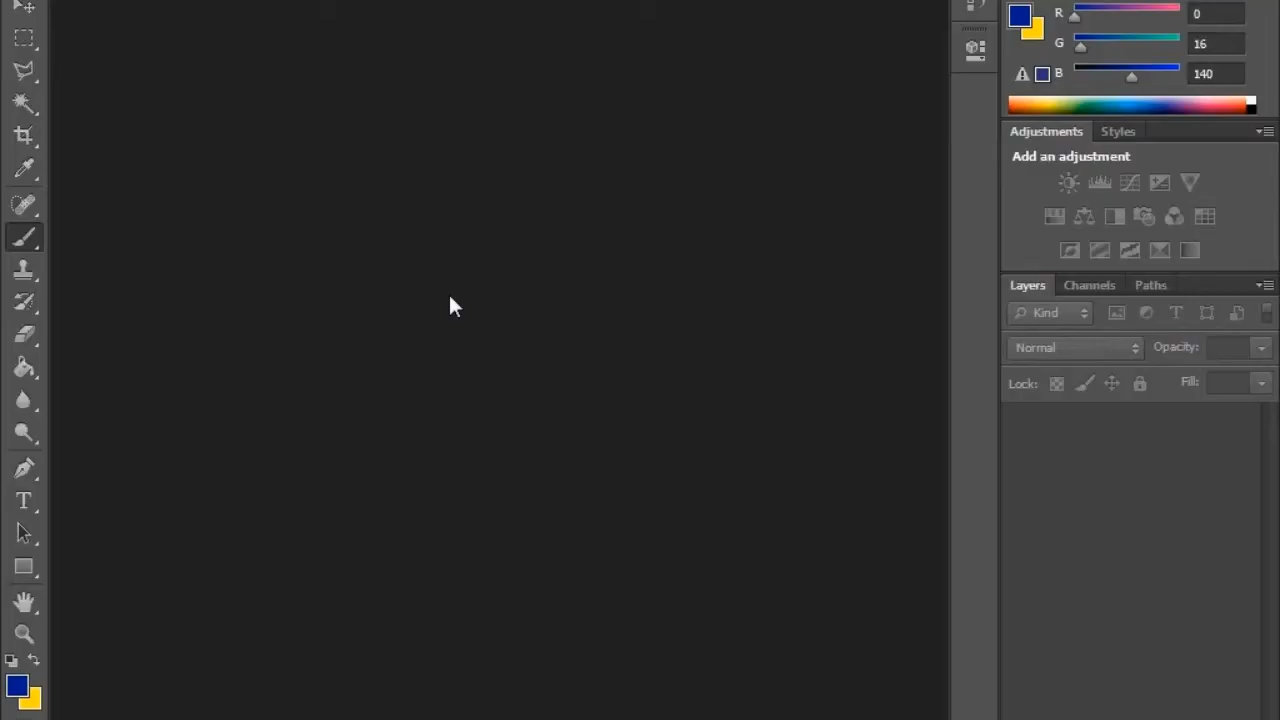 R 0
G 16
B 140
Adjustments Styles
Add an adjustment
Layers Channels Paths
Kind T
Normal Opacity:
Lock: Fill:
T